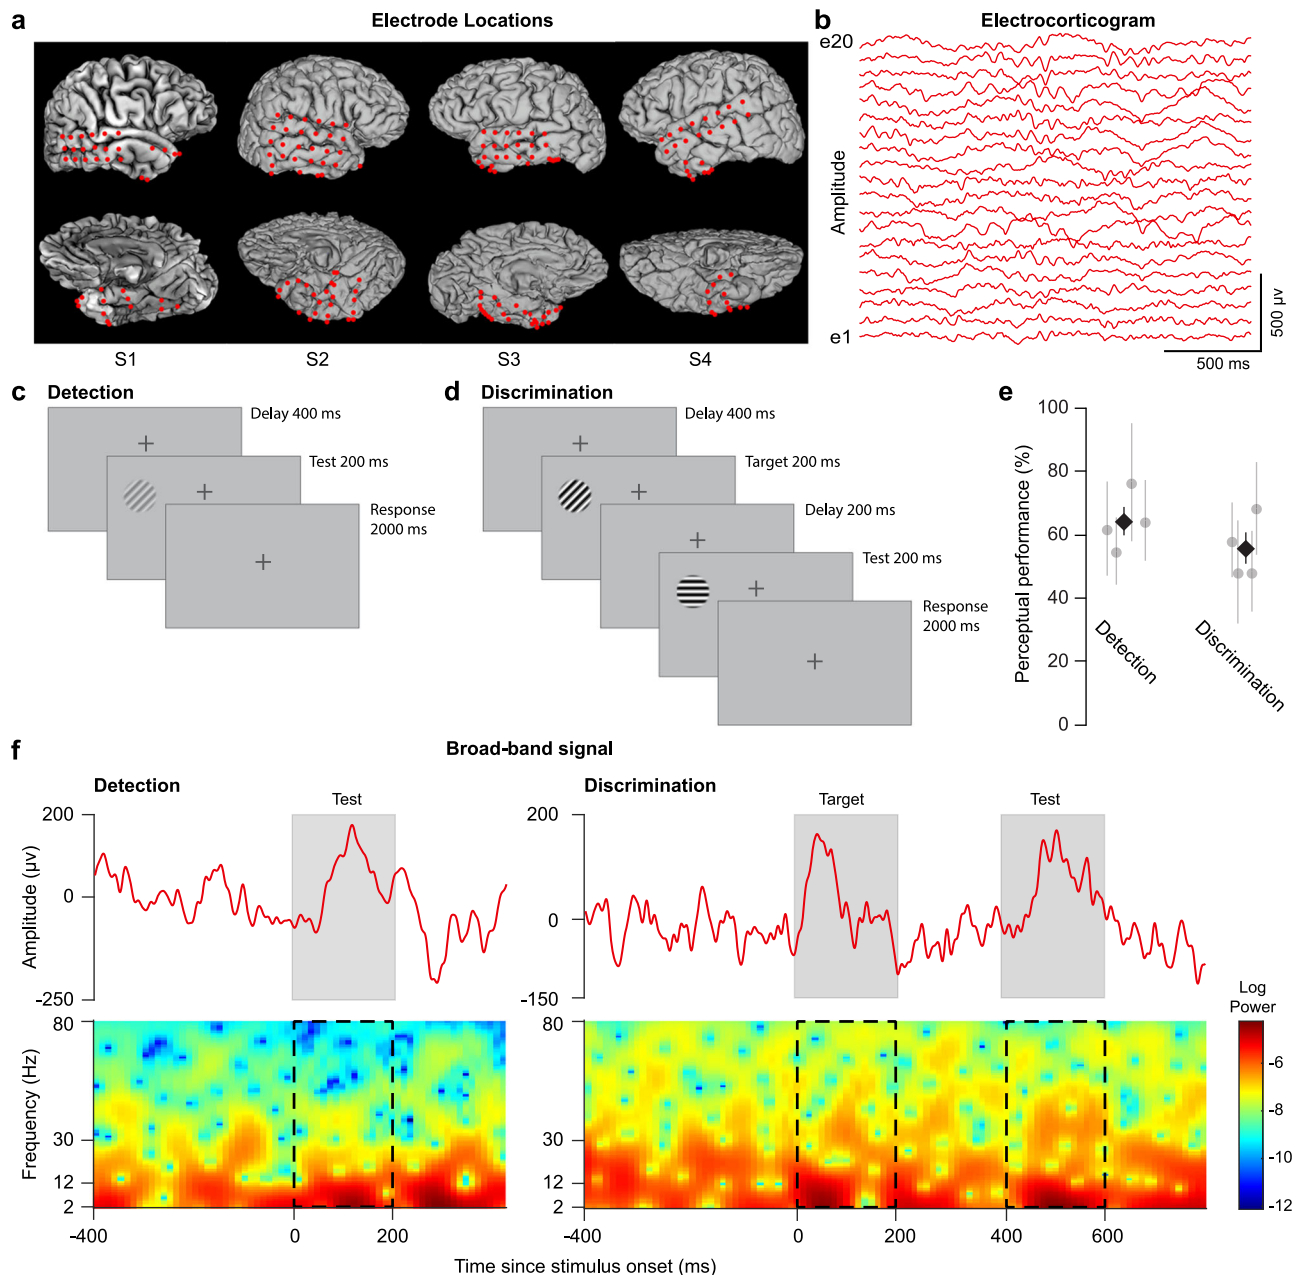 a
Electrode Locations
S1
S2
S3
S4
b
Electrocorticogram
e20
Amplitude
e1
500 μv
500 ms
c
Detection
Delay 400 ms
Test 200 ms
Response
2000 ms
d
Discrimination
Delay 400 ms
Target 200 ms
Delay 200 ms
Test 200 ms
Response
2000 ms
e
Perceptual performance (%)
100
80
60
40
20
0
Detection
Discrimination
f
Broad-band signal
Detection
Test
200
0
-250
Amplitude (μv)
Discrimination
Target
Test
200
0
-150
Frequency (Hz)
80
30
12
2
-400
0
200
80
30
12
2
-400
0
200
400
600
Time since stimulus onset (ms)
Log
Power
-6
-8
-10
-12